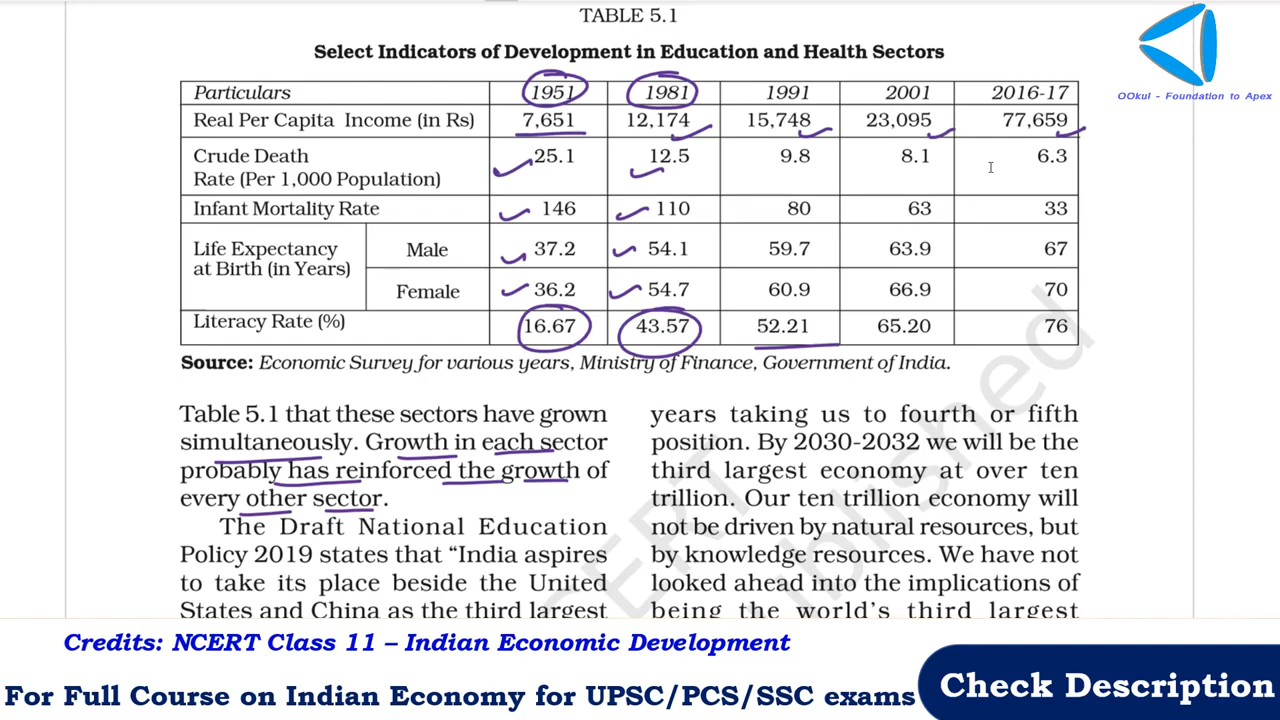 TABLE 5.1
Select Indicators of Development in Education and Health Sectors
OOkul - Foundation to Apex
Particulars 1951 1981 1991 2001 2016-17
Real Per Capita Income (in Rs) 7,651 12,174 15,748 23,095 77,659
Crude Death
Rate (Per 1,000 Population) 25.1 12.5 9.8 8.1 6.3
Infant Mortality Rate 146 110 80 63 33
Life Expectancy
at Birth (in Years) Male 37.2 54.1 59.7 63.9 67
Female 36.2 54.7 60.9 66.9 70
Literacy Rate (%) 16.67 43.57 52.21 65.20 76
Source: Economic Survey for various years, Ministry of Finance, Government of India.
Table 5.1 that these sectors have grown
simultaneously. Growth in each sector
probably has reinforced the growth of
every other sector.
The Draft National Education
Policy 2019 states that “India aspires
to take its place beside the United
States and China as the third largest
years taking us to fourth or fifth
position. By 2030-2032 we will be the
third largest economy at over ten
trillion. Our ten trillion economy will
not be driven by natural resources, but
by knowledge resources. We have not
looked ahead into the implications of
being the world’s third largest
Credits: NCERT Class 11 – Indian Economic Development
For Full Course on Indian Economy for UPSC/PCS/SSC exams
Check Description